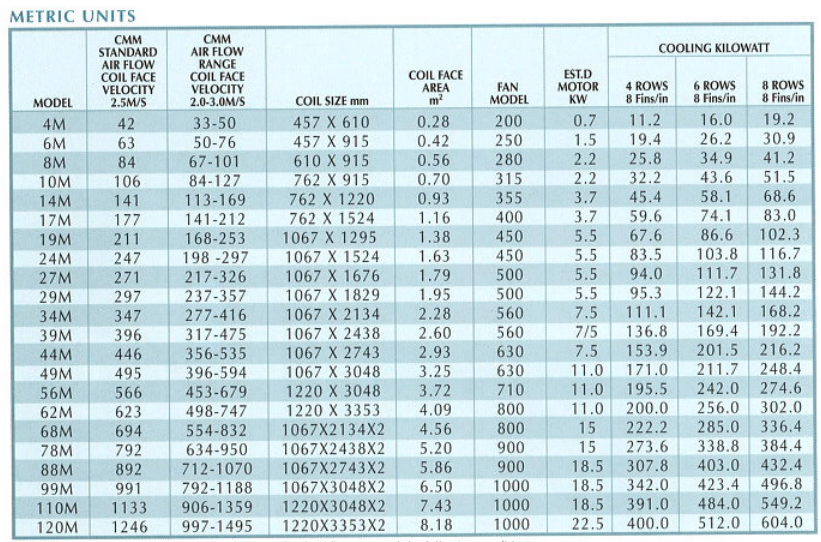 METRIC UNITS
MODEL CMM STANDARD AIR FLOW COIL FACE VELOCITY 2.5M/S CMM AIR FLOW RANGE COIL FACE VELOCITY 2.0-3.0M/S COIL SIZE mm COIL FACE AREA m² FAN MODEL EST.D MOTOR KW COOLING KILOWATT
4 ROWS 8 Fins/in 6 ROWS 8 Fins/in 8 ROWS 8 Fins/in
4M 42 33-50 457 X 610 0.28 200 0.7 11.2 16.0 19.2
6M 63 50-76 457 X 915 0.42 250 1.5 19.4 26.2 30.9
8M 84 67-101 610 X 915 0.56 280 2.2 25.8 34.9 41.2
10M 106 84-127 762 X 915 0.70 315 2.2 32.2 43.6 51.5
14M 141 113-169 762 X 1220 0.93 355 3.7 45.4 58.1 68.6
17M 177 141-212 762 X 1524 1.16 400 3.7 59.6 74.1 83.0
19M 211 168-253 1067 X 1295 1.38 450 5.5 67.6 86.6 102.3
24M 247 198 -297 1067 X 1524 1.63 450 5.5 83.5 103.8 116.7
27M 271 217-326 1067 X 1676 1.79 500 5.5 94.0 111.7 131.8
29M 297 237-357 1067 X 1829 1.95 500 5.5 95.3 122.1 144.2
34M 347 277-416 1067 X 2134 2.28 560 7.5 111.1 142.1 168.2
39M 396 317-475 1067 X 2438 2.60 560 7/5 136.8 169.4 192.2
44M 446 356-535 1067 X 2743 2.93 630 7.5 153.9 201.5 216.2
49M 495 396-594 1067 X 3048 3.25 630 11.0 171.0 211.7 248.4
56M 566 453-679 1220 X 3048 3.72 710 11.0 195.5 242.0 274.6
62M 623 498-747 1220 X 3353 4.09 800 11.0 200.0 256.0 302.0
68M 694 554-832 1067X2134X2 4.56 800 15 222.2 285.0 336.4
78M 792 634-950 1067X2438X2 5.20 900 15 273.6 338.8 384.4
88M 892 712-1070 1067X2743X2 5.86 900 18.5 307.8 403.0 432.4
99M 991 792-1188 1067X3048X2 6.50 1000 18.5 342.0 423.4 496.8
110M 1133 906-1359 1220X3048X2 7.43 1000 18.5 391.0 484.0 549.2
120M 1246 997-1495 1220X3353X2 8.18 1000 22.5 400.0 512.0 604.0